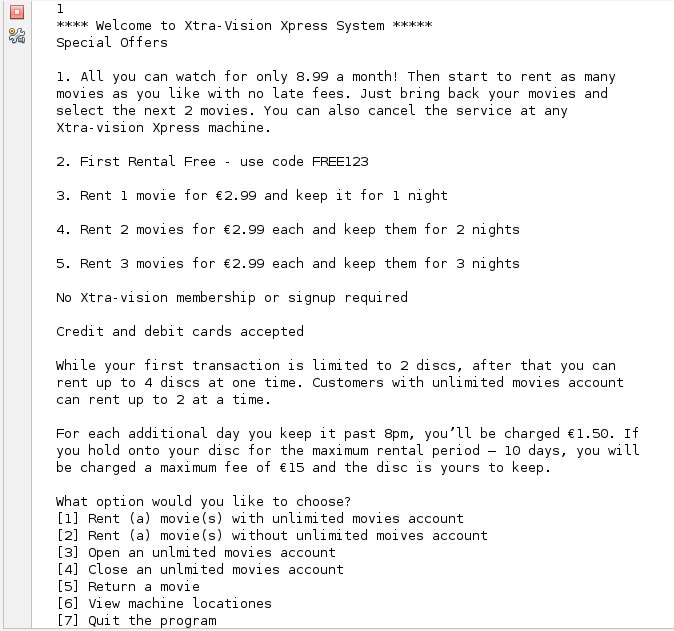 1
**** Welcome to Xtra-Vision Xpress System *****
Special Offers
1. All you can watch for only 8.99 a month! Then start to rent as many
movies as you like with no late fees. Just bring back your movies and
select the next 2 movies. You can also cancel the service at any
Xtra-vision Xpress machine.
2. First Rental Free - use code FREE123
3. Rent 1 movie for €2.99 and keep it for 1 night
4. Rent 2 movies for €2.99 each and keep them for 2 nights
5. Rent 3 movies for €2.99 each and keep them for 3 nights
No Xtra-vision membership or signup required
Credit and debit cards accepted
While your first transaction is limited to 2 discs, after that you can
rent up to 4 discs at one time. Customers with unlimited movies account
can rent up to 2 at a time.
For each additional day you keep it past 8pm, you’ll be charged €1.50. If
you hold onto your disc for the maximum rental period – 10 days, you will
be charged a maximum fee of €15 and the disc is yours to keep.
What option would you like to choose?
[1] Rent (a) movie(s) with unlimited movies account
[2] Rent (a) movie(s) without unlimited moives account
[3] Open an unlmited movies account
[4] Close an unlmited movies account
[5] Return a movie
[6] View machine locationes
[7] Quit the program